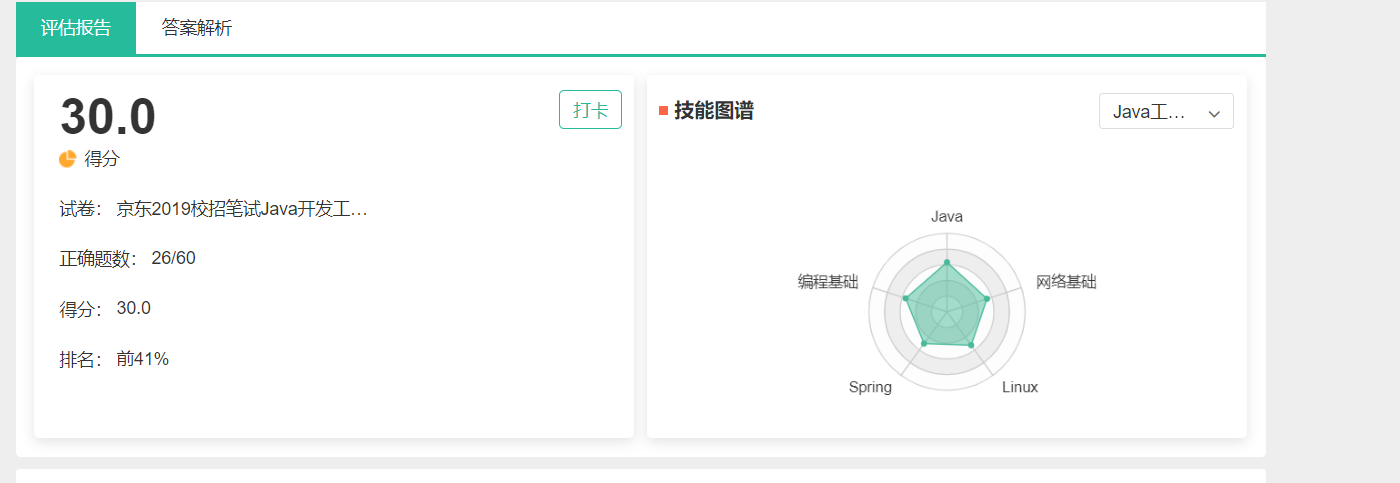 评估报告 答案解析
30.0
打卡
得分
试卷： 京东2019校招笔试Java开发工…
正确题数： 26/60
得分： 30.0
排名： 前41%
技能图谱
Java工…
Java
编程基础
网络基础
Spring
Linux